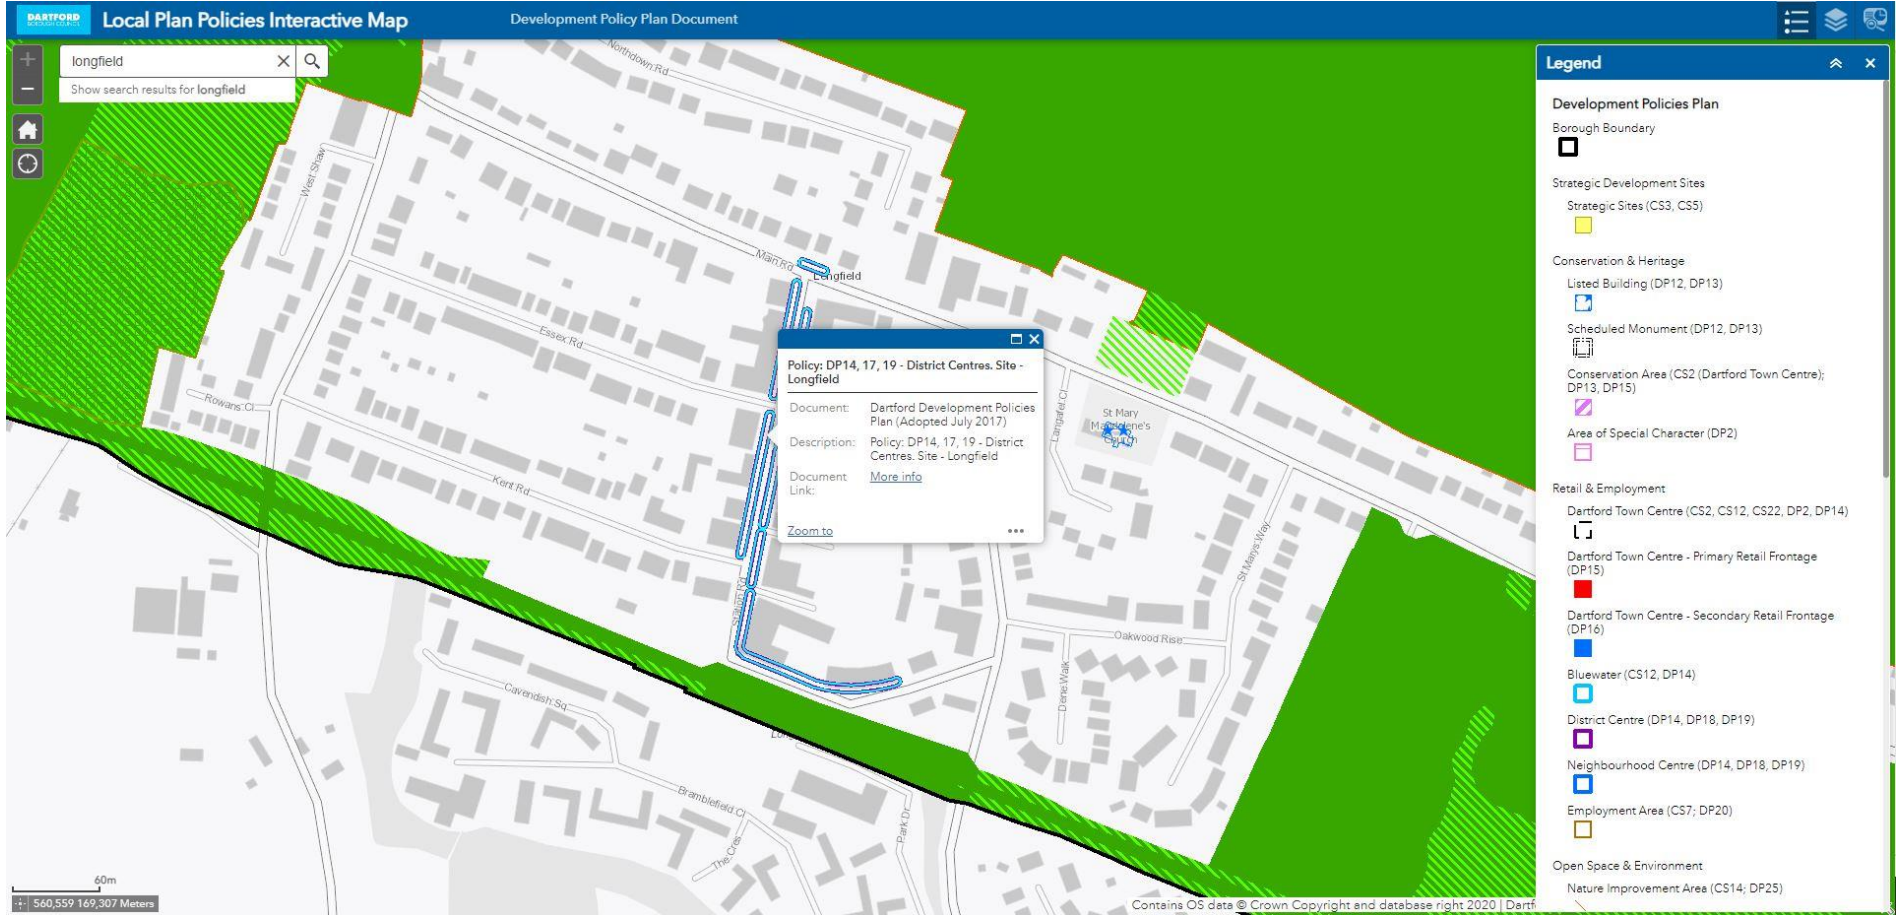 DARTFORD
BOROUGH COUNCIL
Local Plan Policies Interactive Map
Development Policy Plan Document
longfield
Show search results for longfield
Northdown Rd
West Shaw
Main Rd
Longfield
Essex Rd
Rowans Cl
Kent Rd
Station Rd
Langafel Cl
St Mary
Magdalene's
Church
St Marys Way
Oakwood Rise
Dene Walk
Cavendish Sq
Bramblefield Cl
The Cres
Park Dr
Policy: DP14, 17, 19 - District Centres. Site -
Longfield
Document: Dartford Development Policies
Plan (Adopted July 2017)
Description: Policy: DP14, 17, 19 - District
Centres. Site - Longfield
Document More info
Link:
Zoom to
Legend
Development Policies Plan
Borough Boundary
Strategic Development Sites
Strategic Sites (CS3, CS5)
Conservation & Heritage
Listed Building (DP12, DP13)
Scheduled Monument (DP12, DP13)
Conservation Area (CS2 (Dartford Town Centre);
DP13, DP15)
Area of Special Character (DP2)
Retail & Employment
Dartford Town Centre (CS2, CS12, CS22, DP2, DP14)
Dartford Town Centre - Primary Retail Frontage
(DP15)
Dartford Town Centre - Secondary Retail Frontage
(DP16)
Bluewater (CS12, DP14)
District Centre (DP14, DP18, DP19)
Neighbourhood Centre (DP14, DP18, DP19)
Employment Area (CS7; DP20)
Open Space & Environment
Nature Improvement Area (CS14; DP25)
60m
560,559 169,307 Meters
Contains OS data © Crown Copyright and database right 2020 | Dartf